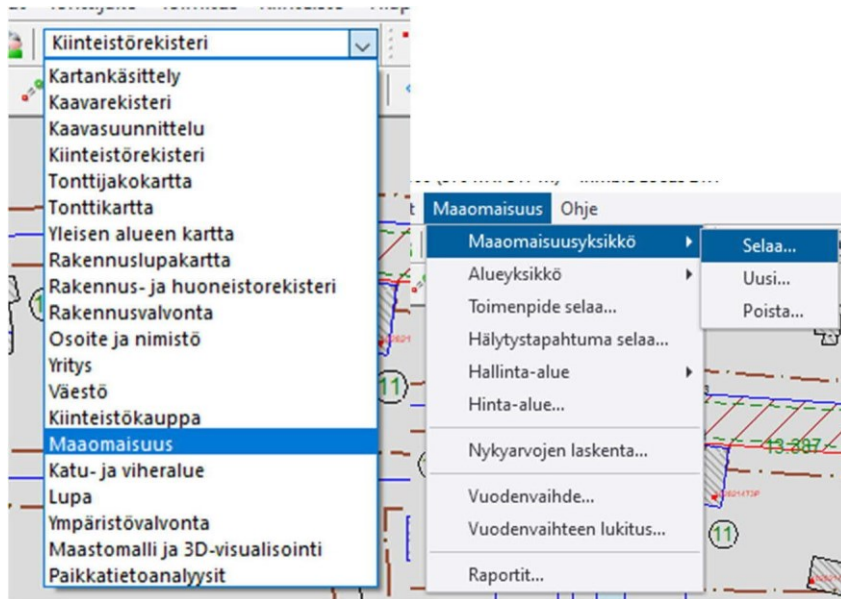 Kiinteistörekisteri
Kartankäsittely
Kaavarekisteri
Kaavasuunnittelu
Kiinteistörekisteri
Tonttijakokartta
Tonttikartta
Yleisen alueen kartta
Rakennuslupakartta
Rakennus- ja huoneistorekisteri
Rakennusvalvonta
Osoite ja nimistö
Yritys
Väestö
Kiinteistökauppa
Maaomaisuus
Katu- ja viheralue
Lupa
Ympäristövalvonta
Maastomalli ja 3D-visualisointi
Paikkatietoanalyysit
11
t Maaomaisuus Ohje
Maaomaisuusyksikkö
Alueyksikkö
Toimenpide selaa...
Hälytystapahtuma selaa...
Hallinta-alue
Hinta-alue...
Nykyarvojen laskenta...
Vuodenvaihde...
Vuodenvaihteen lukitus...
Raportit...
Selaa...
Uusi...
Poista...
13.387
11